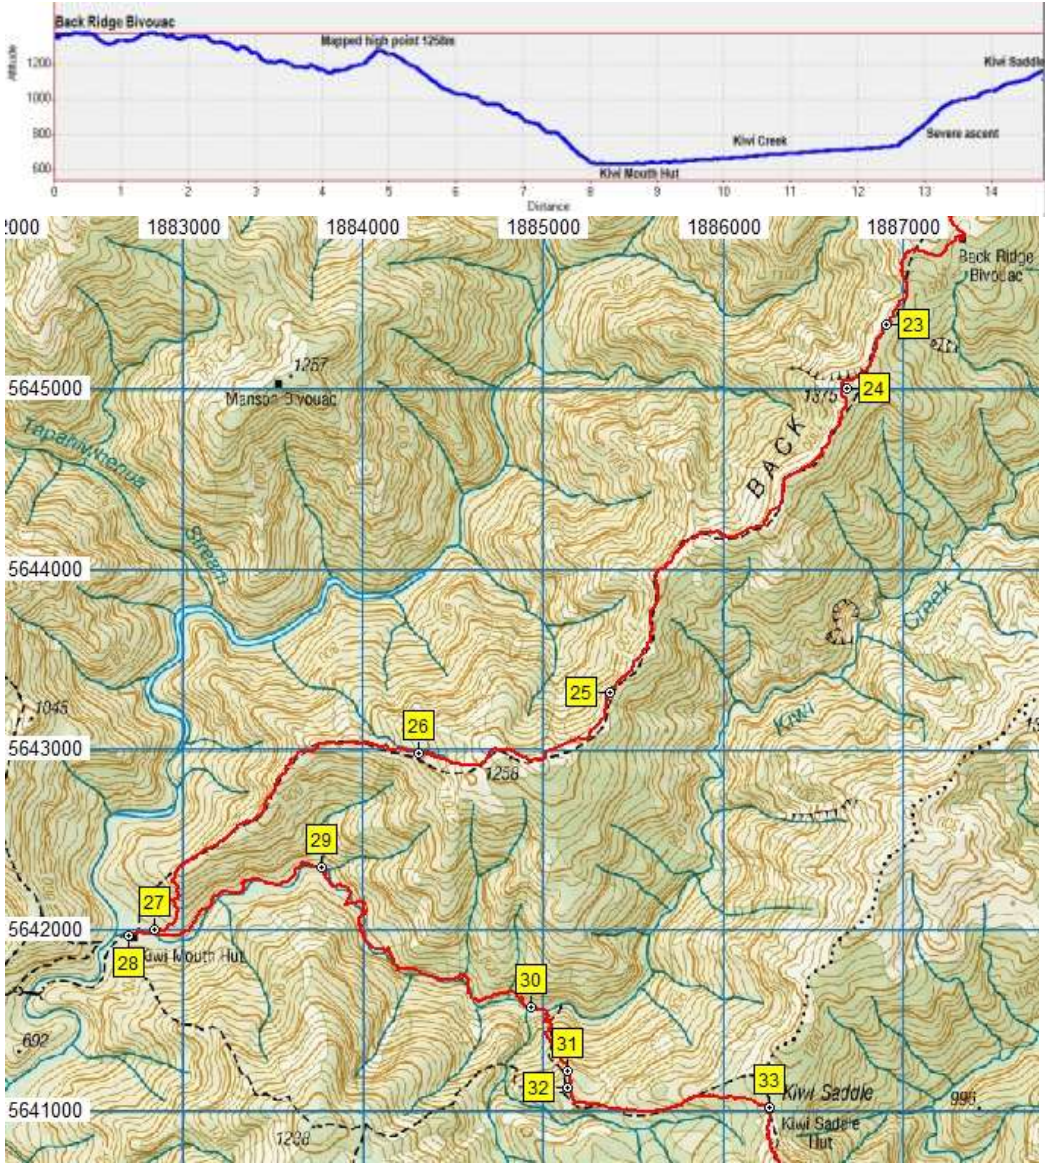 Back Ridge Bivouac
Mapped high point 1258m
Kiwi Saddle
Altitude
1200
1000
800
600
Kiwi Creek
Severe ascent
Kiwi Mouth Hut
0 1 2 3 4 5 6 7 8 9 10 11 12 13 14
Distance
2000 1883000 1884000 1885000 1886000 1887000
Back Ridge
Bivouac
23
1257
5645000
Manson Bivouac
1375
24
BACK
Stream
5644000
Creek
Kiwi
25
1045
26
5643000
1258
29
27
5642000
Kiwi Mouth Hut
28
30
692
31
32
33
Kiwi Saddle
996
5641000
Kiwi Saddle
Hut